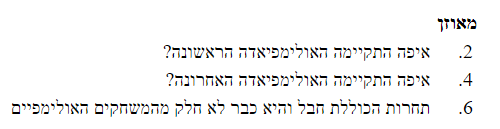 מאוזן
2. איפה התקיימה האולימפיאדה הראשונה?
4. איפה התקיימה האולימפיאדה האחרונה?
6. תחרות הכוללת חבל והיא כבר לא חלק מהמשחקים האולימפיים